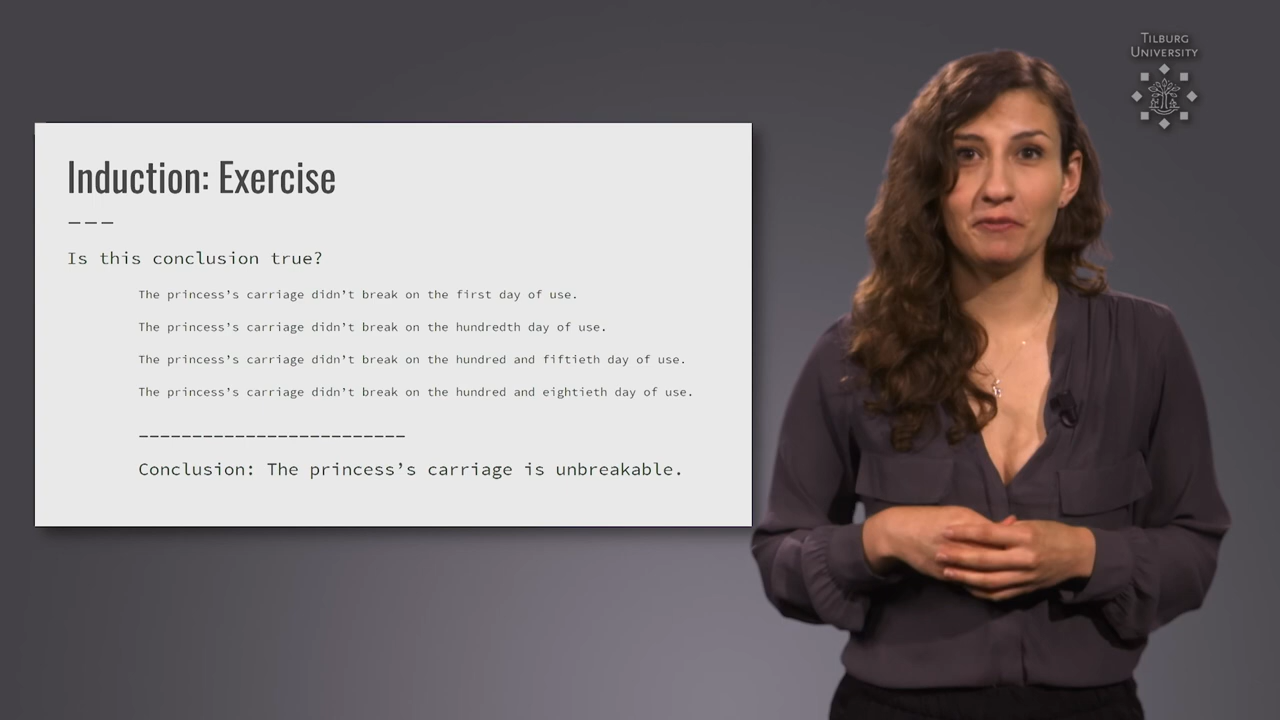 TILBURG
UNIVERSITY
Induction: Exercise
Is this conclusion true?
The princess’s carriage didn’t break on the first day of use.
The princess’s carriage didn’t break on the hundredth day of use.
The princess’s carriage didn’t break on the hundred and fiftieth day of use.
The princess’s carriage didn’t break on the hundred and eightieth day of use.
Conclusion: The princess’s carriage is unbreakable.